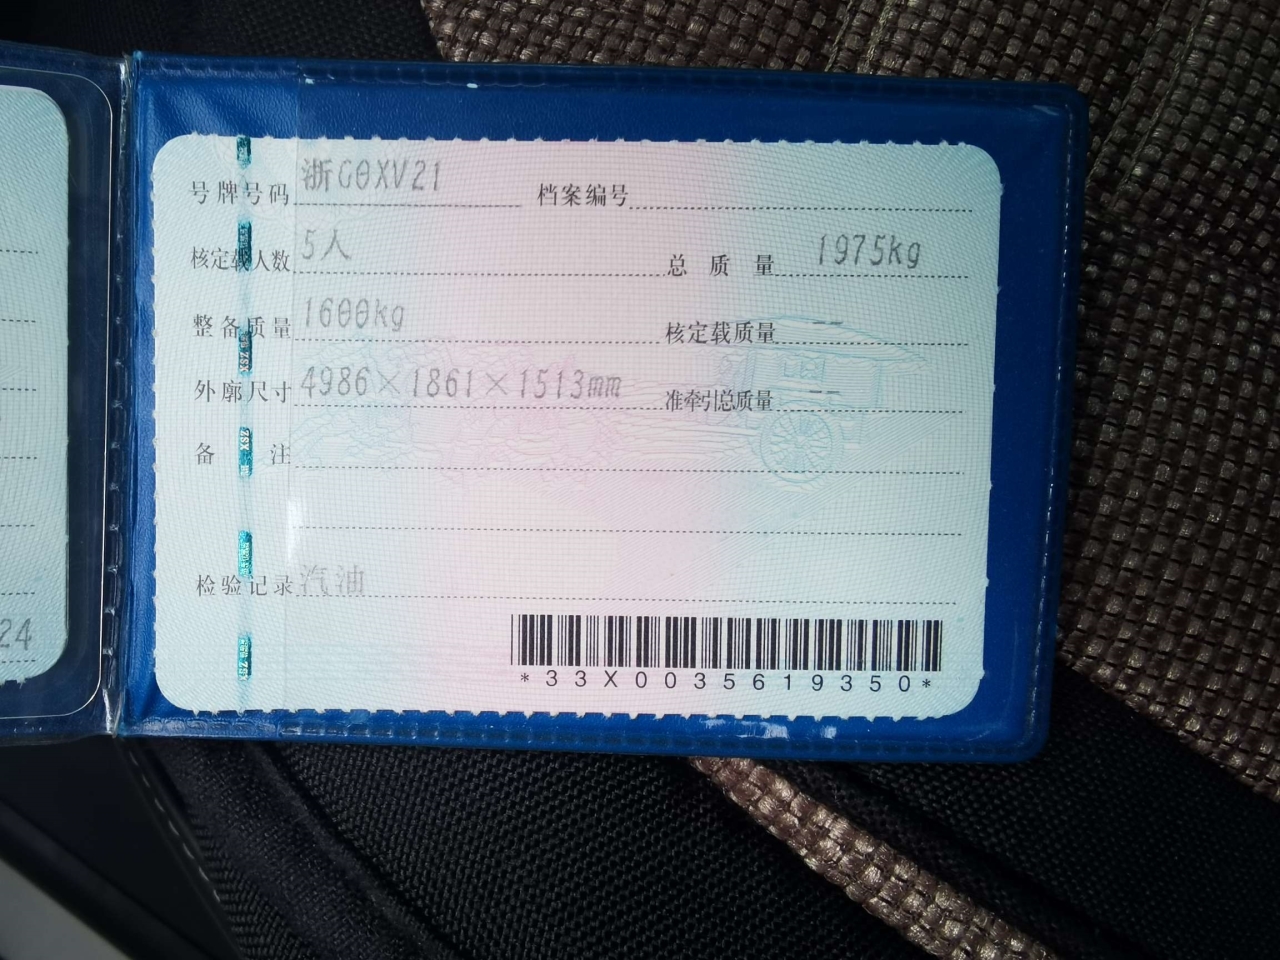 号牌号码 浙G0XV21 档案编号
核定载人数 5人 总质量 1975kg
整备质量 1600kg 核定载质量 --
外廓尺寸 4986×1861×1513mm 准牵引总质量 --
备注
检验记录 汽油
*33X0035619350*
24